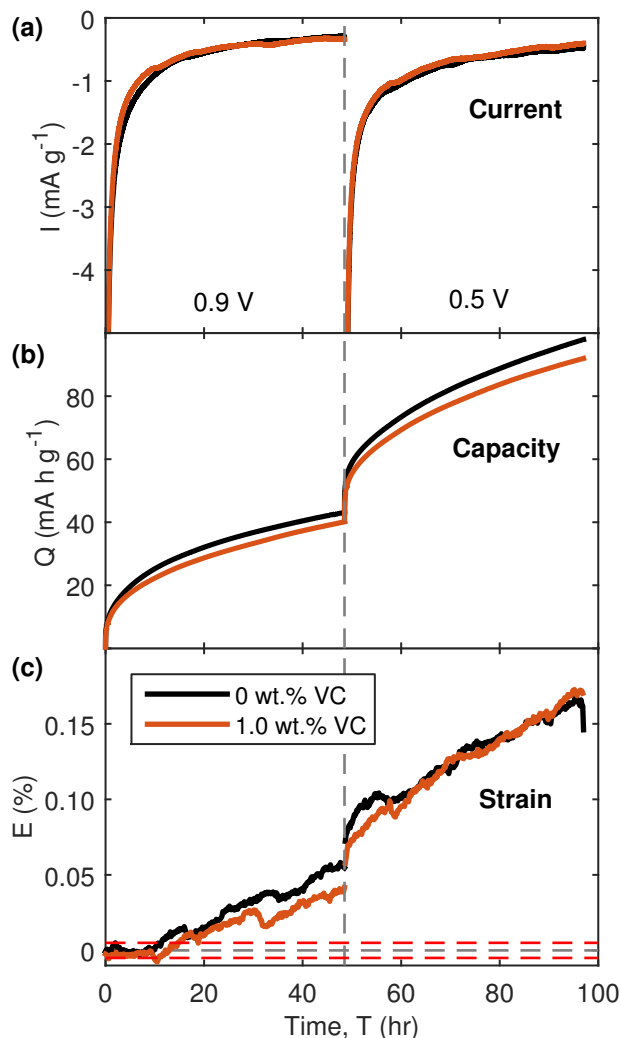 (a)
0
-1
-2
-3
-4
I (mA g-1)
Current
0.9 V
0.5 V
(b)
80
60
40
20
Q (mA h g-1)
Capacity
(c)
0 wt.% VC
1.0 wt.% VC
0.15
0.10
0.05
0
E (%)
Strain
0 20 40 60 80 100
Time, T (hr)